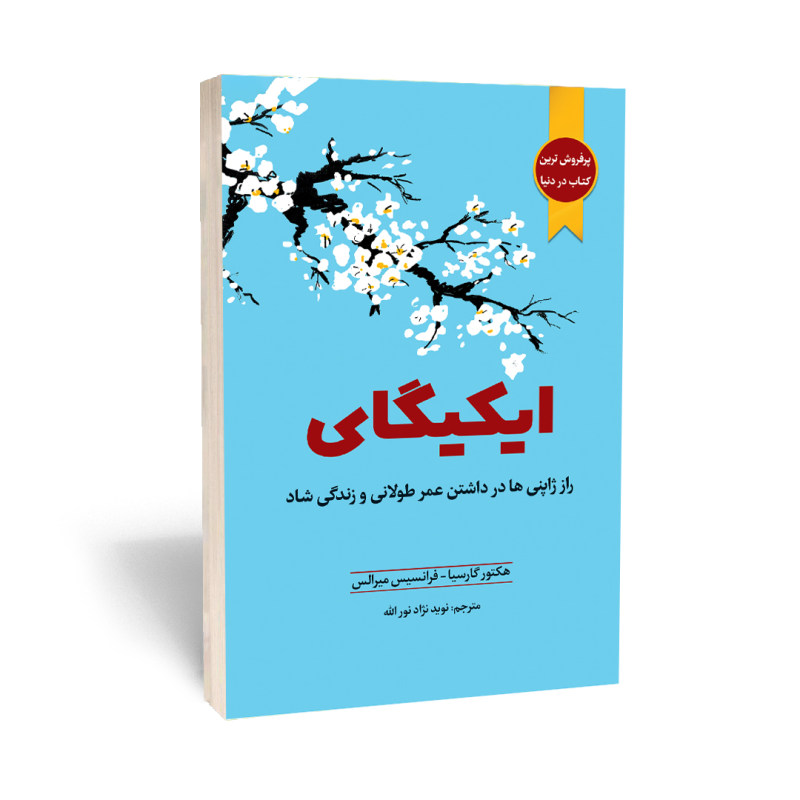 پرفروش ترین
کتاب در دنیا
ایکیگای
راز ژاپنی ها در داشتن عمر طولانی و زندگی شاد
هکتور گارسیا - فرانسیس میرالس
مترجم: نوید نژاد نور الله